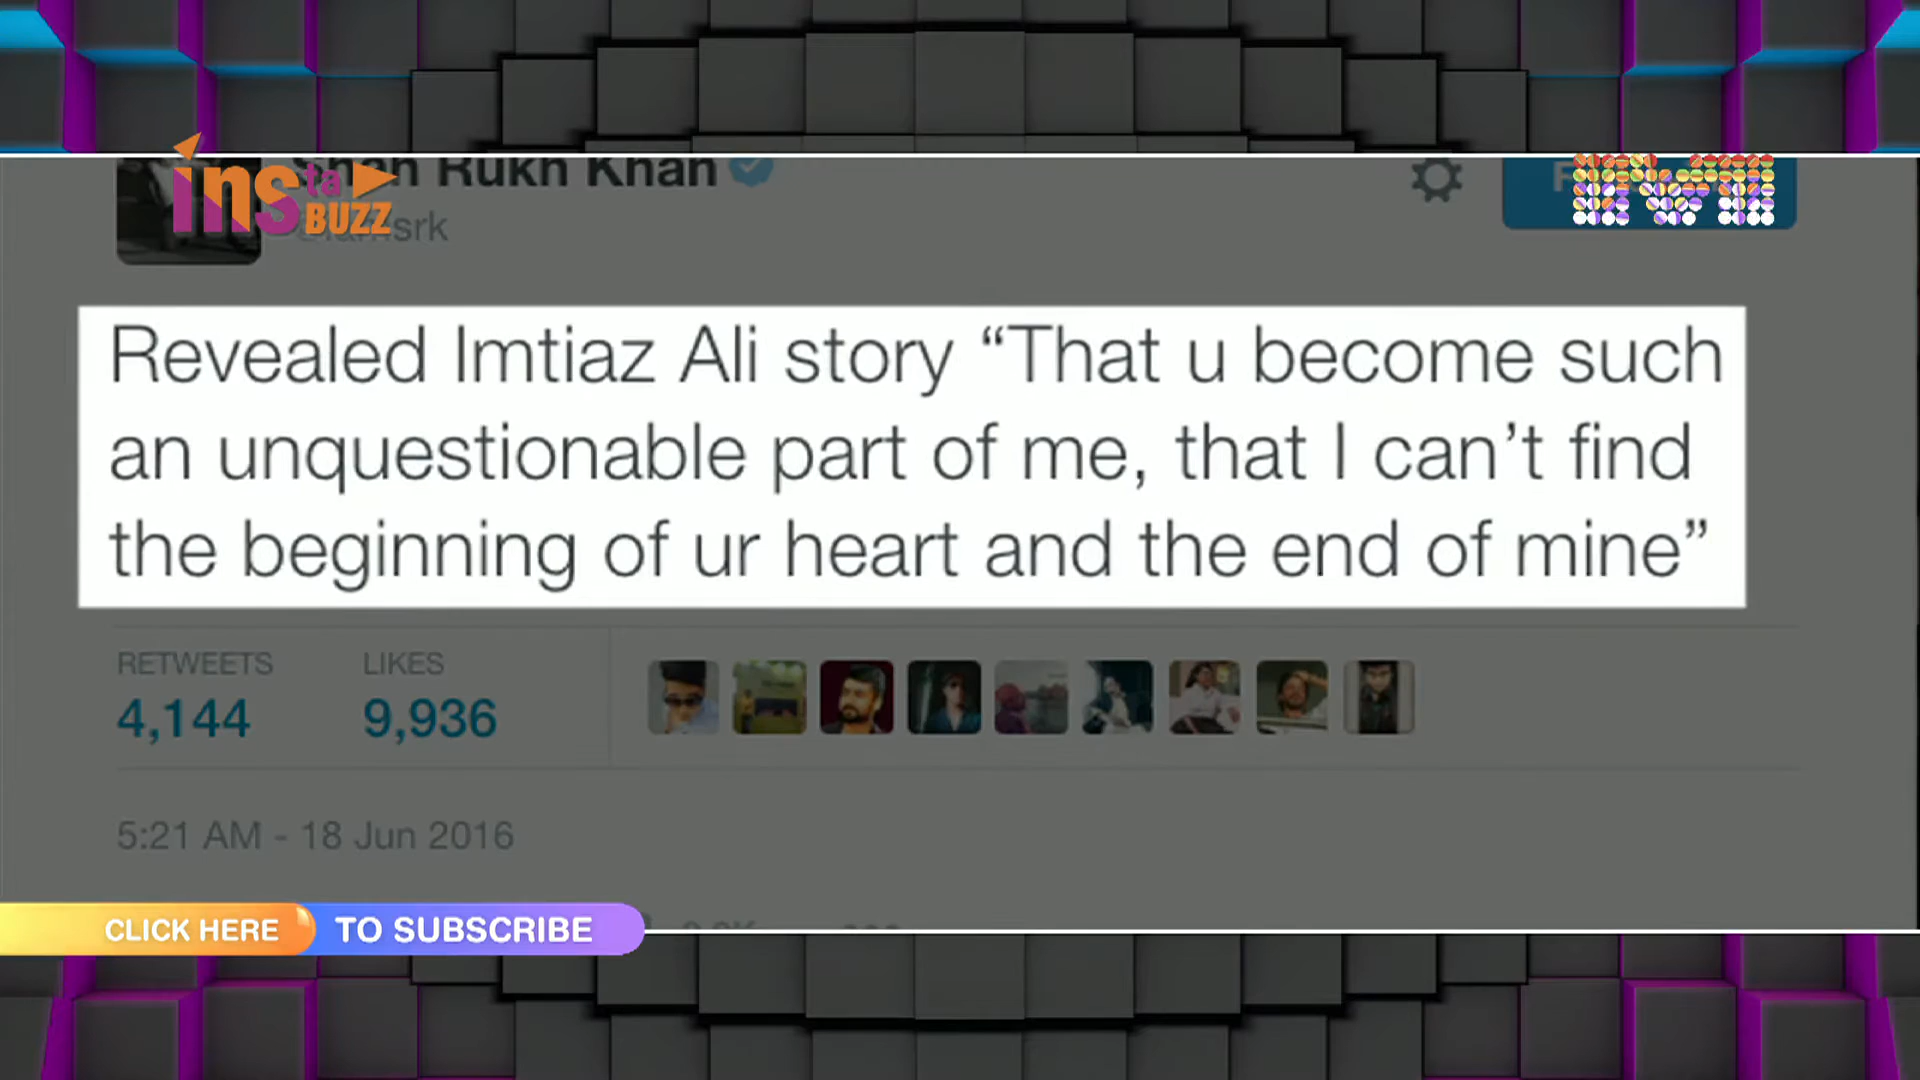 insta BUZZ
Shah Rukh Khan
Revealed Imtiaz Ali story “That u become such
an unquestionable part of me, that I can’t find
the beginning of ur heart and the end of mine”
RETWEETS LIKES
4,144 9,936
5:21 AM - 18 Jun 2016
CLICK HERE TO SUBSCRIBE